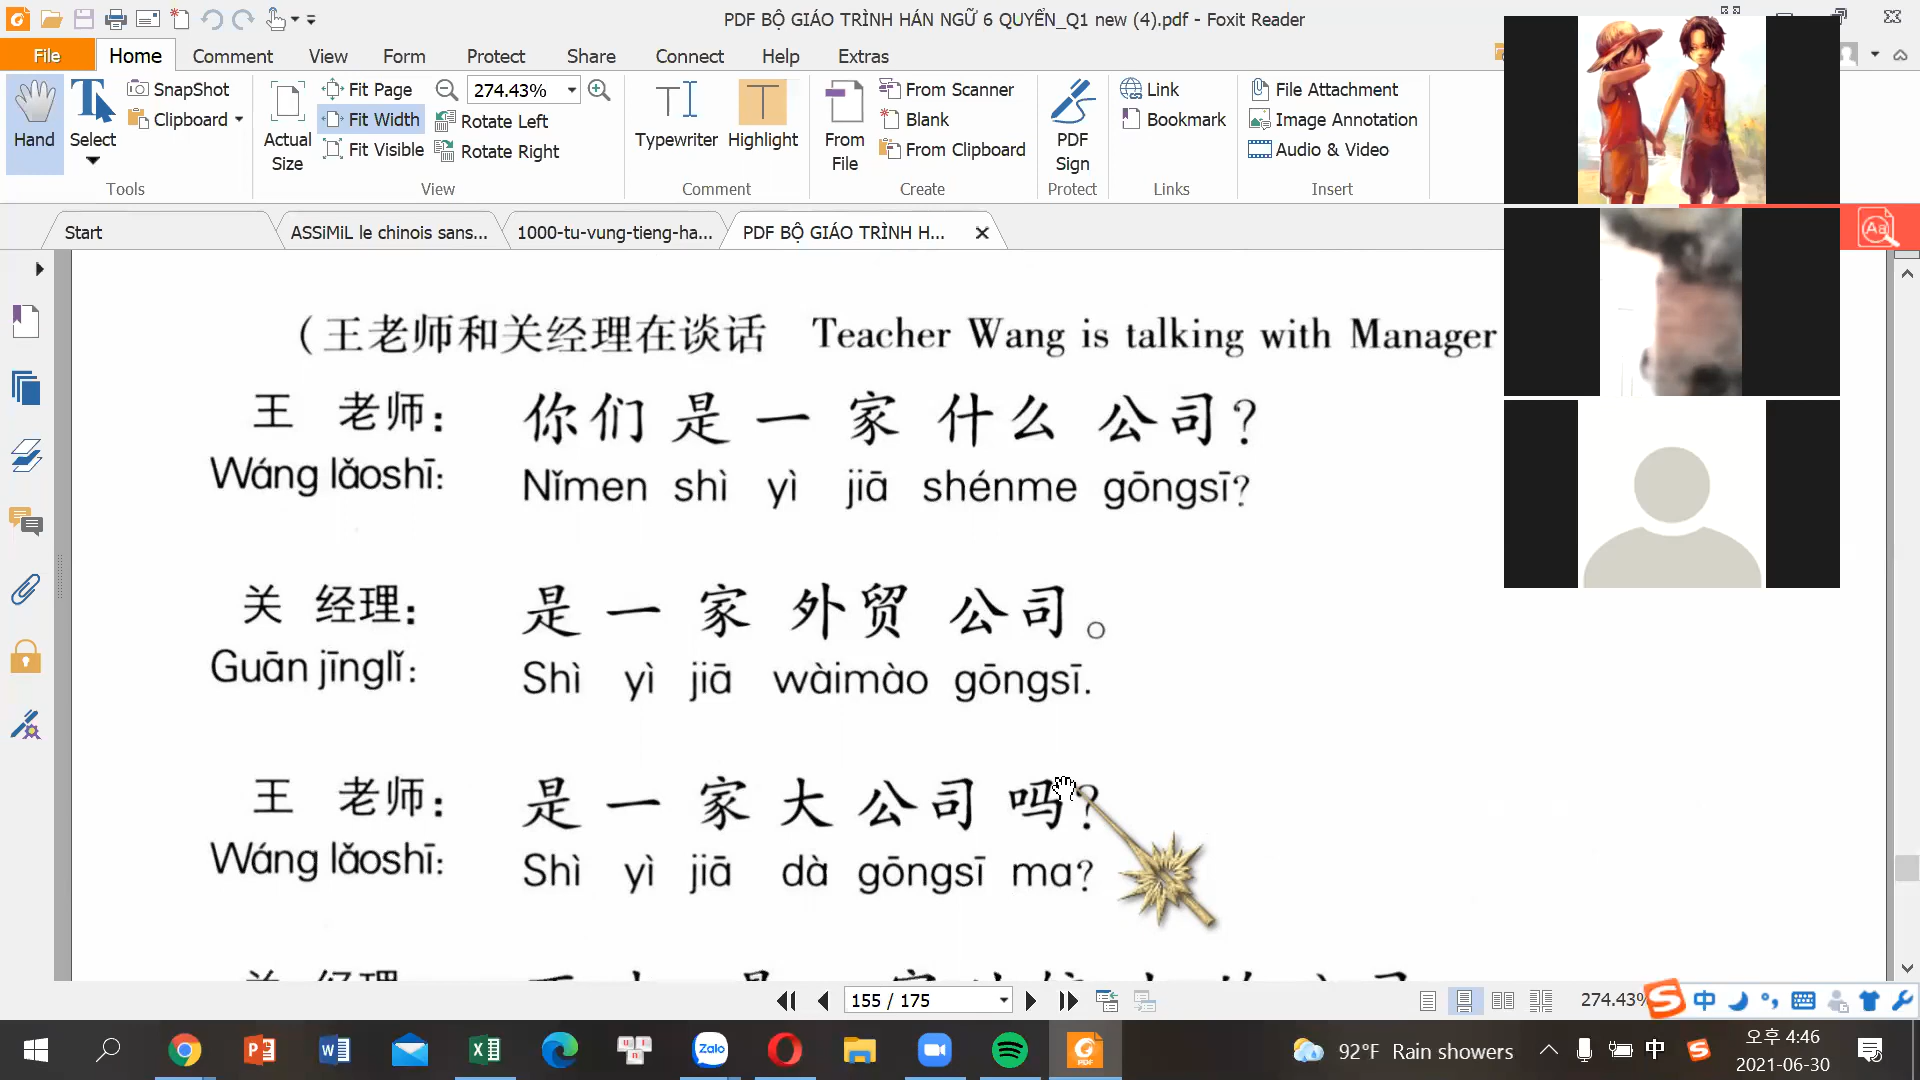 PDF BỘ GIÁO TRÌNH HÁN NGỮ 6 QUYỂN_Q1 new (4).pdf - Foxit Reader
File Home Comment View Form Protect Share Connect Help Extras
Hand Select SnapShot Clipboard
Tools
Actual Size Fit Page Fit Width Fit Visible 274.43% Rotate Left Rotate Right
View
Typewriter Highlight
Comment
From File From Scanner Blank From Clipboard
Create
PDF Sign
Protect
Link Bookmark
Links
File Attachment Image Annotation Audio & Video
Insert
Start ASSiMiL le chinois sans... 1000-tu-vung-tieng-ha... PDF BỘ GIÁO TRÌNH H...
(王老师和关经理在谈话 Teacher Wang is talking with Manager
王 老师: 你们 是 一 家 什么 公司?
Wáng lǎoshī: Nǐmen shì yì jiā shénme gōngsī?
关 经理: 是 一 家 外贸 公司。
Guān jīnglǐ: Shì yì jiā wàimào gōngsī.
王 老师: 是 一 家 大 公司 吗?
Wáng lǎoshī: Shì yì jiā dà gōngsī ma?
155 / 175
274.43%
中
Zalo
92°F Rain showers
中
오후 4:46
2021-06-30